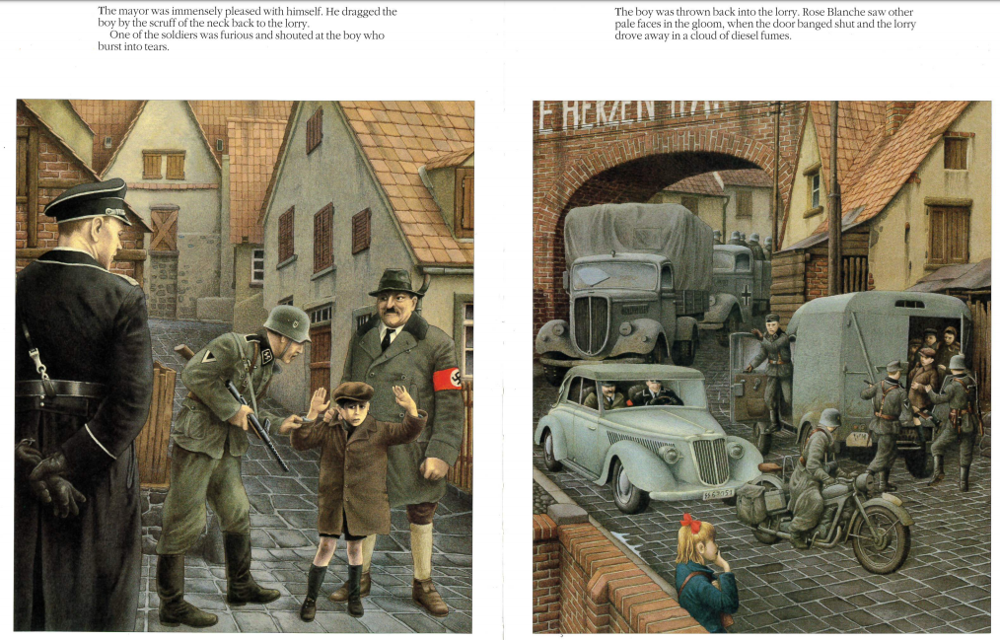 The mayor was immensely pleased with himself. He dragged the
boy by the scruff of the neck back to the lorry.
One of the soldiers was furious and shouted at the boy who
burst into tears.
The boy was thrown back into the lorry. Rose Blanche saw other
pale faces in the gloom, when the door banged shut and the lorry
drove away in a cloud of diesel fumes.
HERZEN